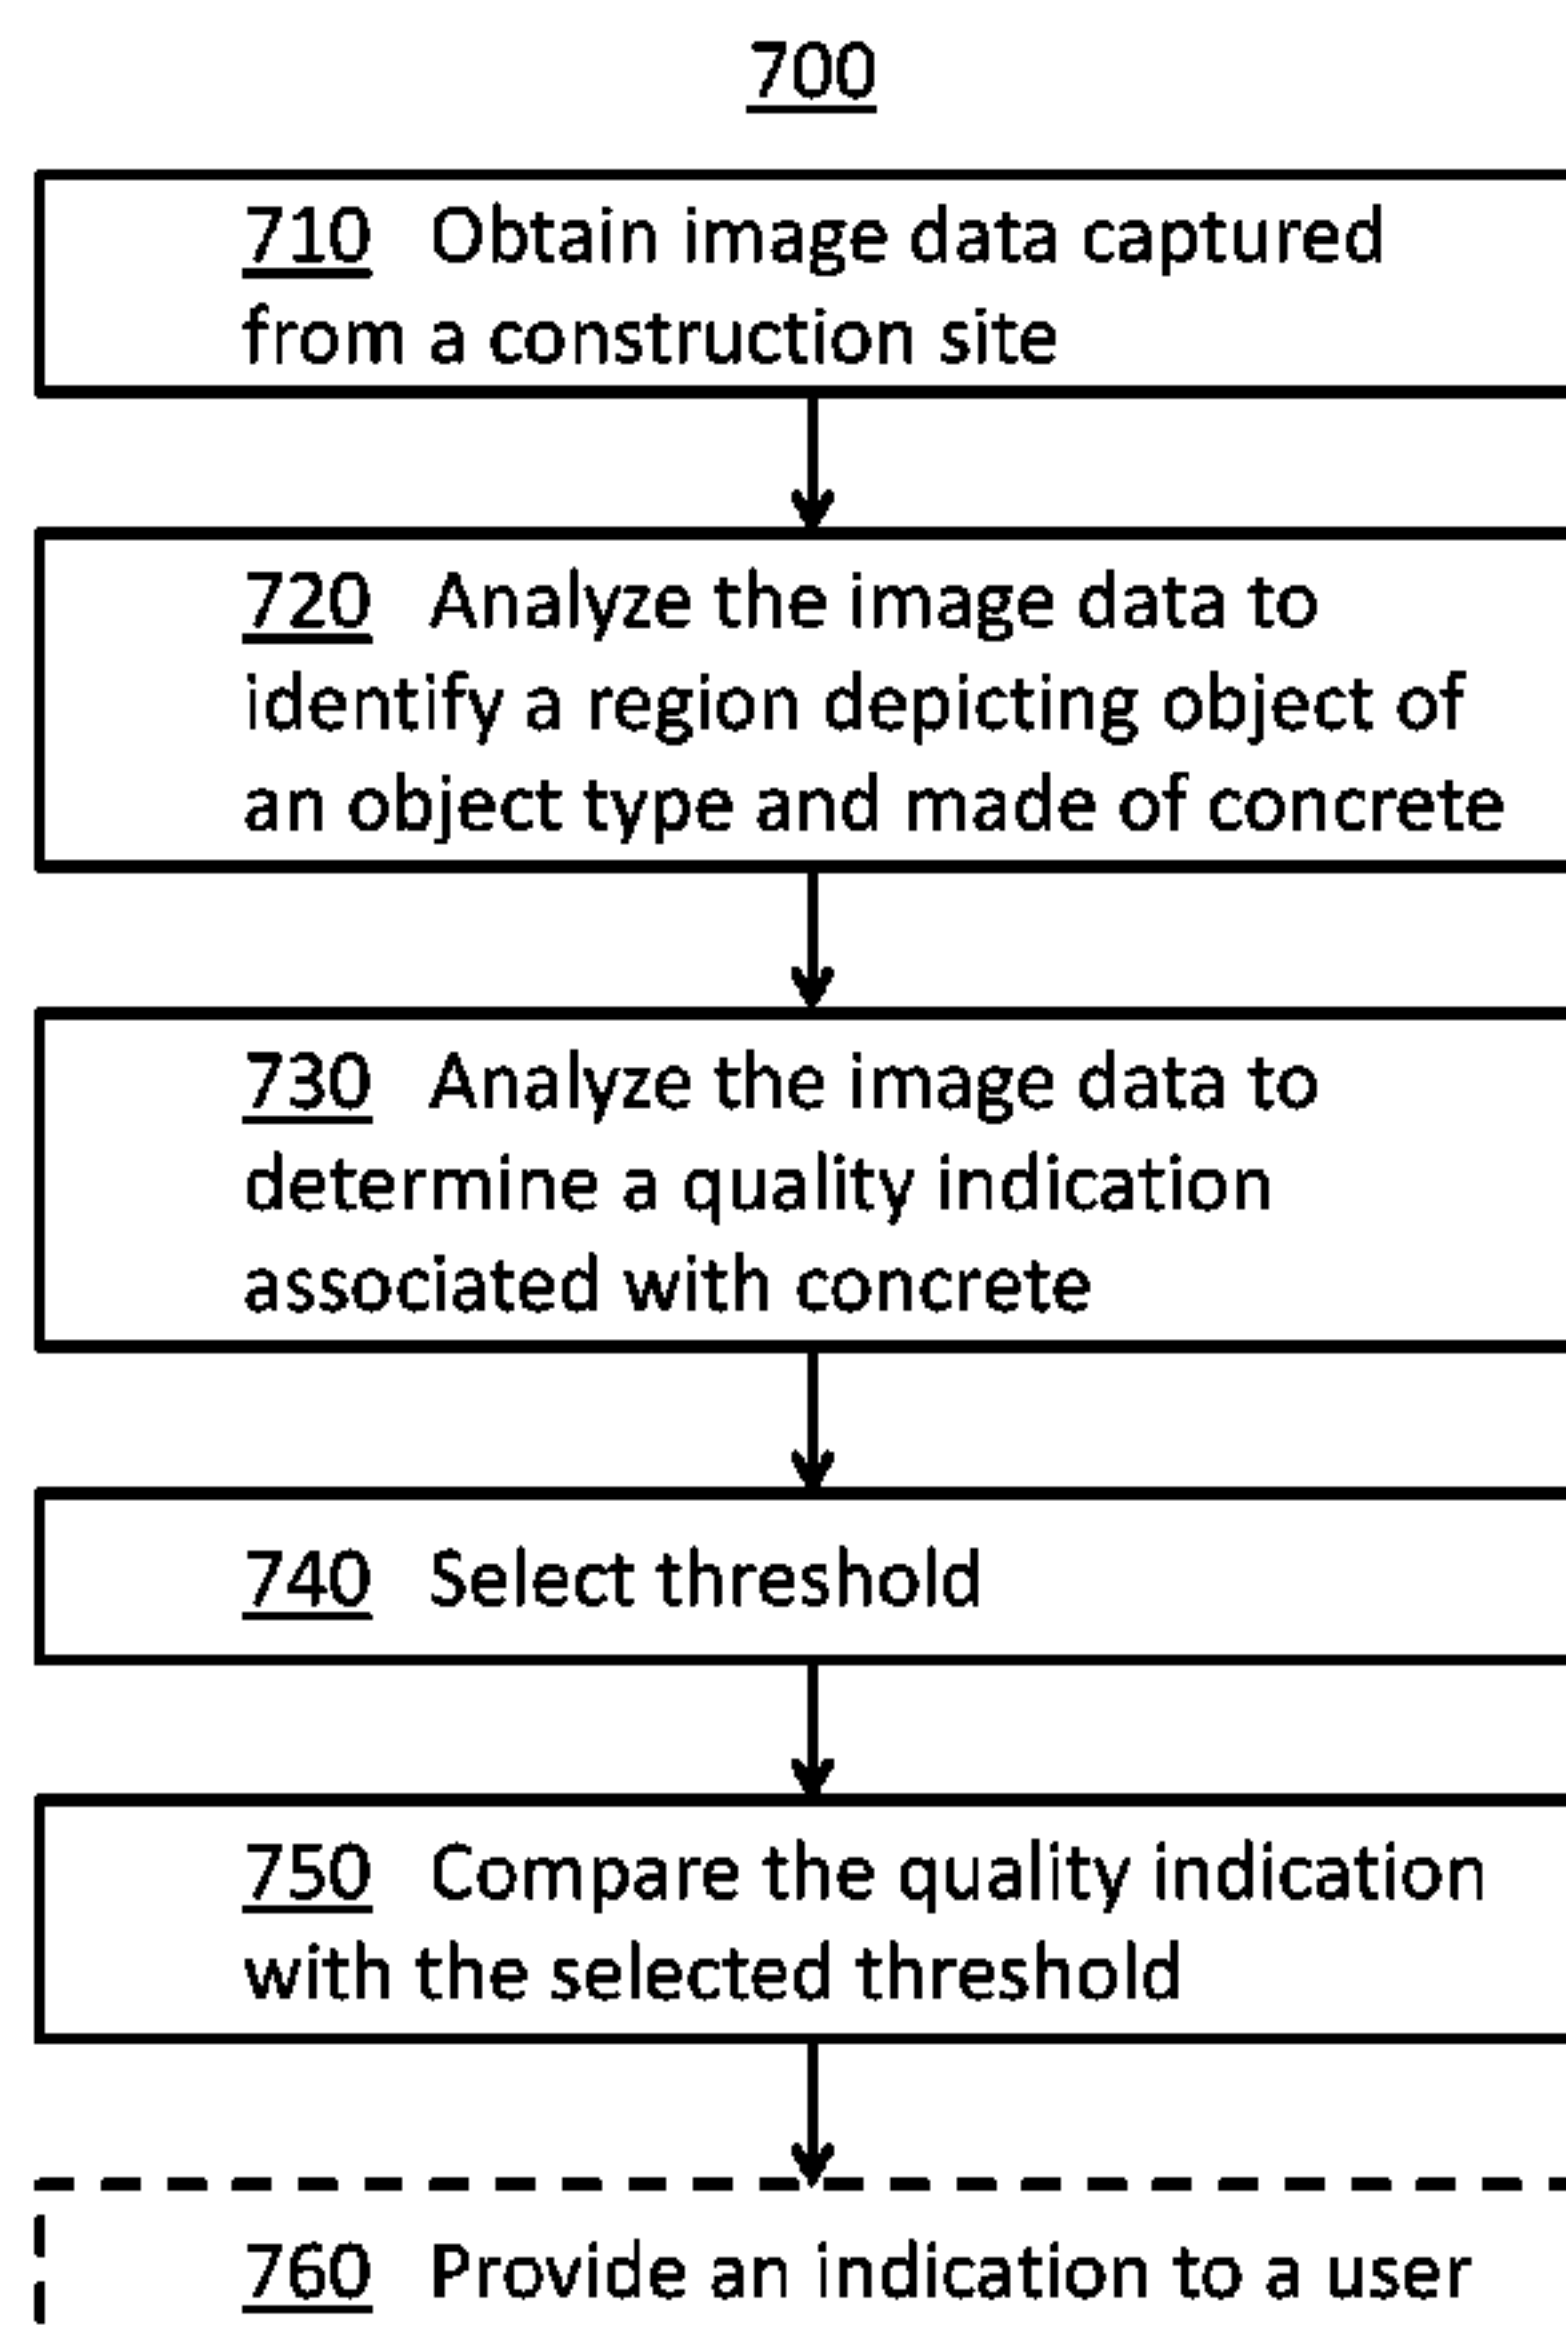 700
710 Obtain image data captured
from a construction site
720 Analyze the image data to
identify a region depicting object of
an object type and made of concrete
730 Analyze the image data to
determine a quality indication
associated with concrete
740 Select threshold
750 Compare the quality indication
with the selected threshold
760 Provide an indication to a user